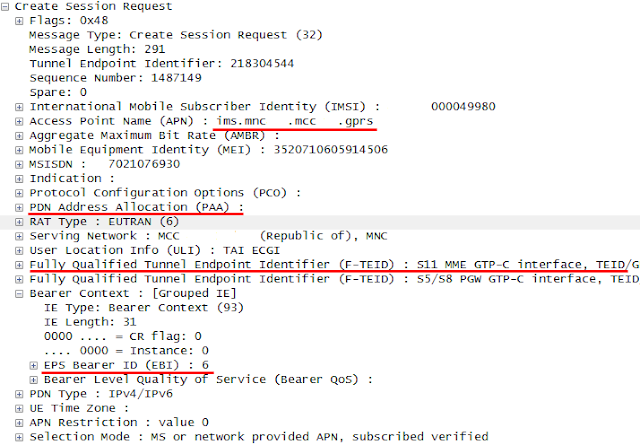 Create Session Request
Flags: 0x48
Message Type: Create Session Request (32)
Message Length: 291
Tunnel Endpoint Identifier: 218304544
Sequence Number: 1487149
Spare: 0
International Mobile Subscriber Identity (IMSI) : 000049980
Access Point Name (APN) : ims.mnc .mcc .gprs
Aggregate Maximum Bit Rate (AMBR) :
Mobile Equipment Identity (MEI) : 3520710605914506
MSISDN : 7021076930
Indication :
Protocol Configuration Options (PCO) :
PDN Address Allocation (PAA) :
RAT Type : EUTRAN (6)
Serving Network : MCC (Republic of), MNC
User Location Info (ULI) : TAI ECGI
Fully Qualified Tunnel Endpoint Identifier (F-TEID) : S11 MME GTP-C interface, TEID/G
Fully Qualified Tunnel Endpoint Identifier (F-TEID) : S5/S8 PGW GTP-C interface, TEID
Bearer Context : [Grouped IE]
IE Type: Bearer Context (93)
IE Length: 31
0000 .... = CR flag: 0
.... 0000 = Instance: 0
EPS Bearer ID (EBI) : 6
Bearer Level Quality of Service (Bearer QoS) :
PDN Type : IPv4/IPv6
UE Time Zone :
APN Restriction : value 0
Selection Mode : MS or network provided APN, subscribed verified